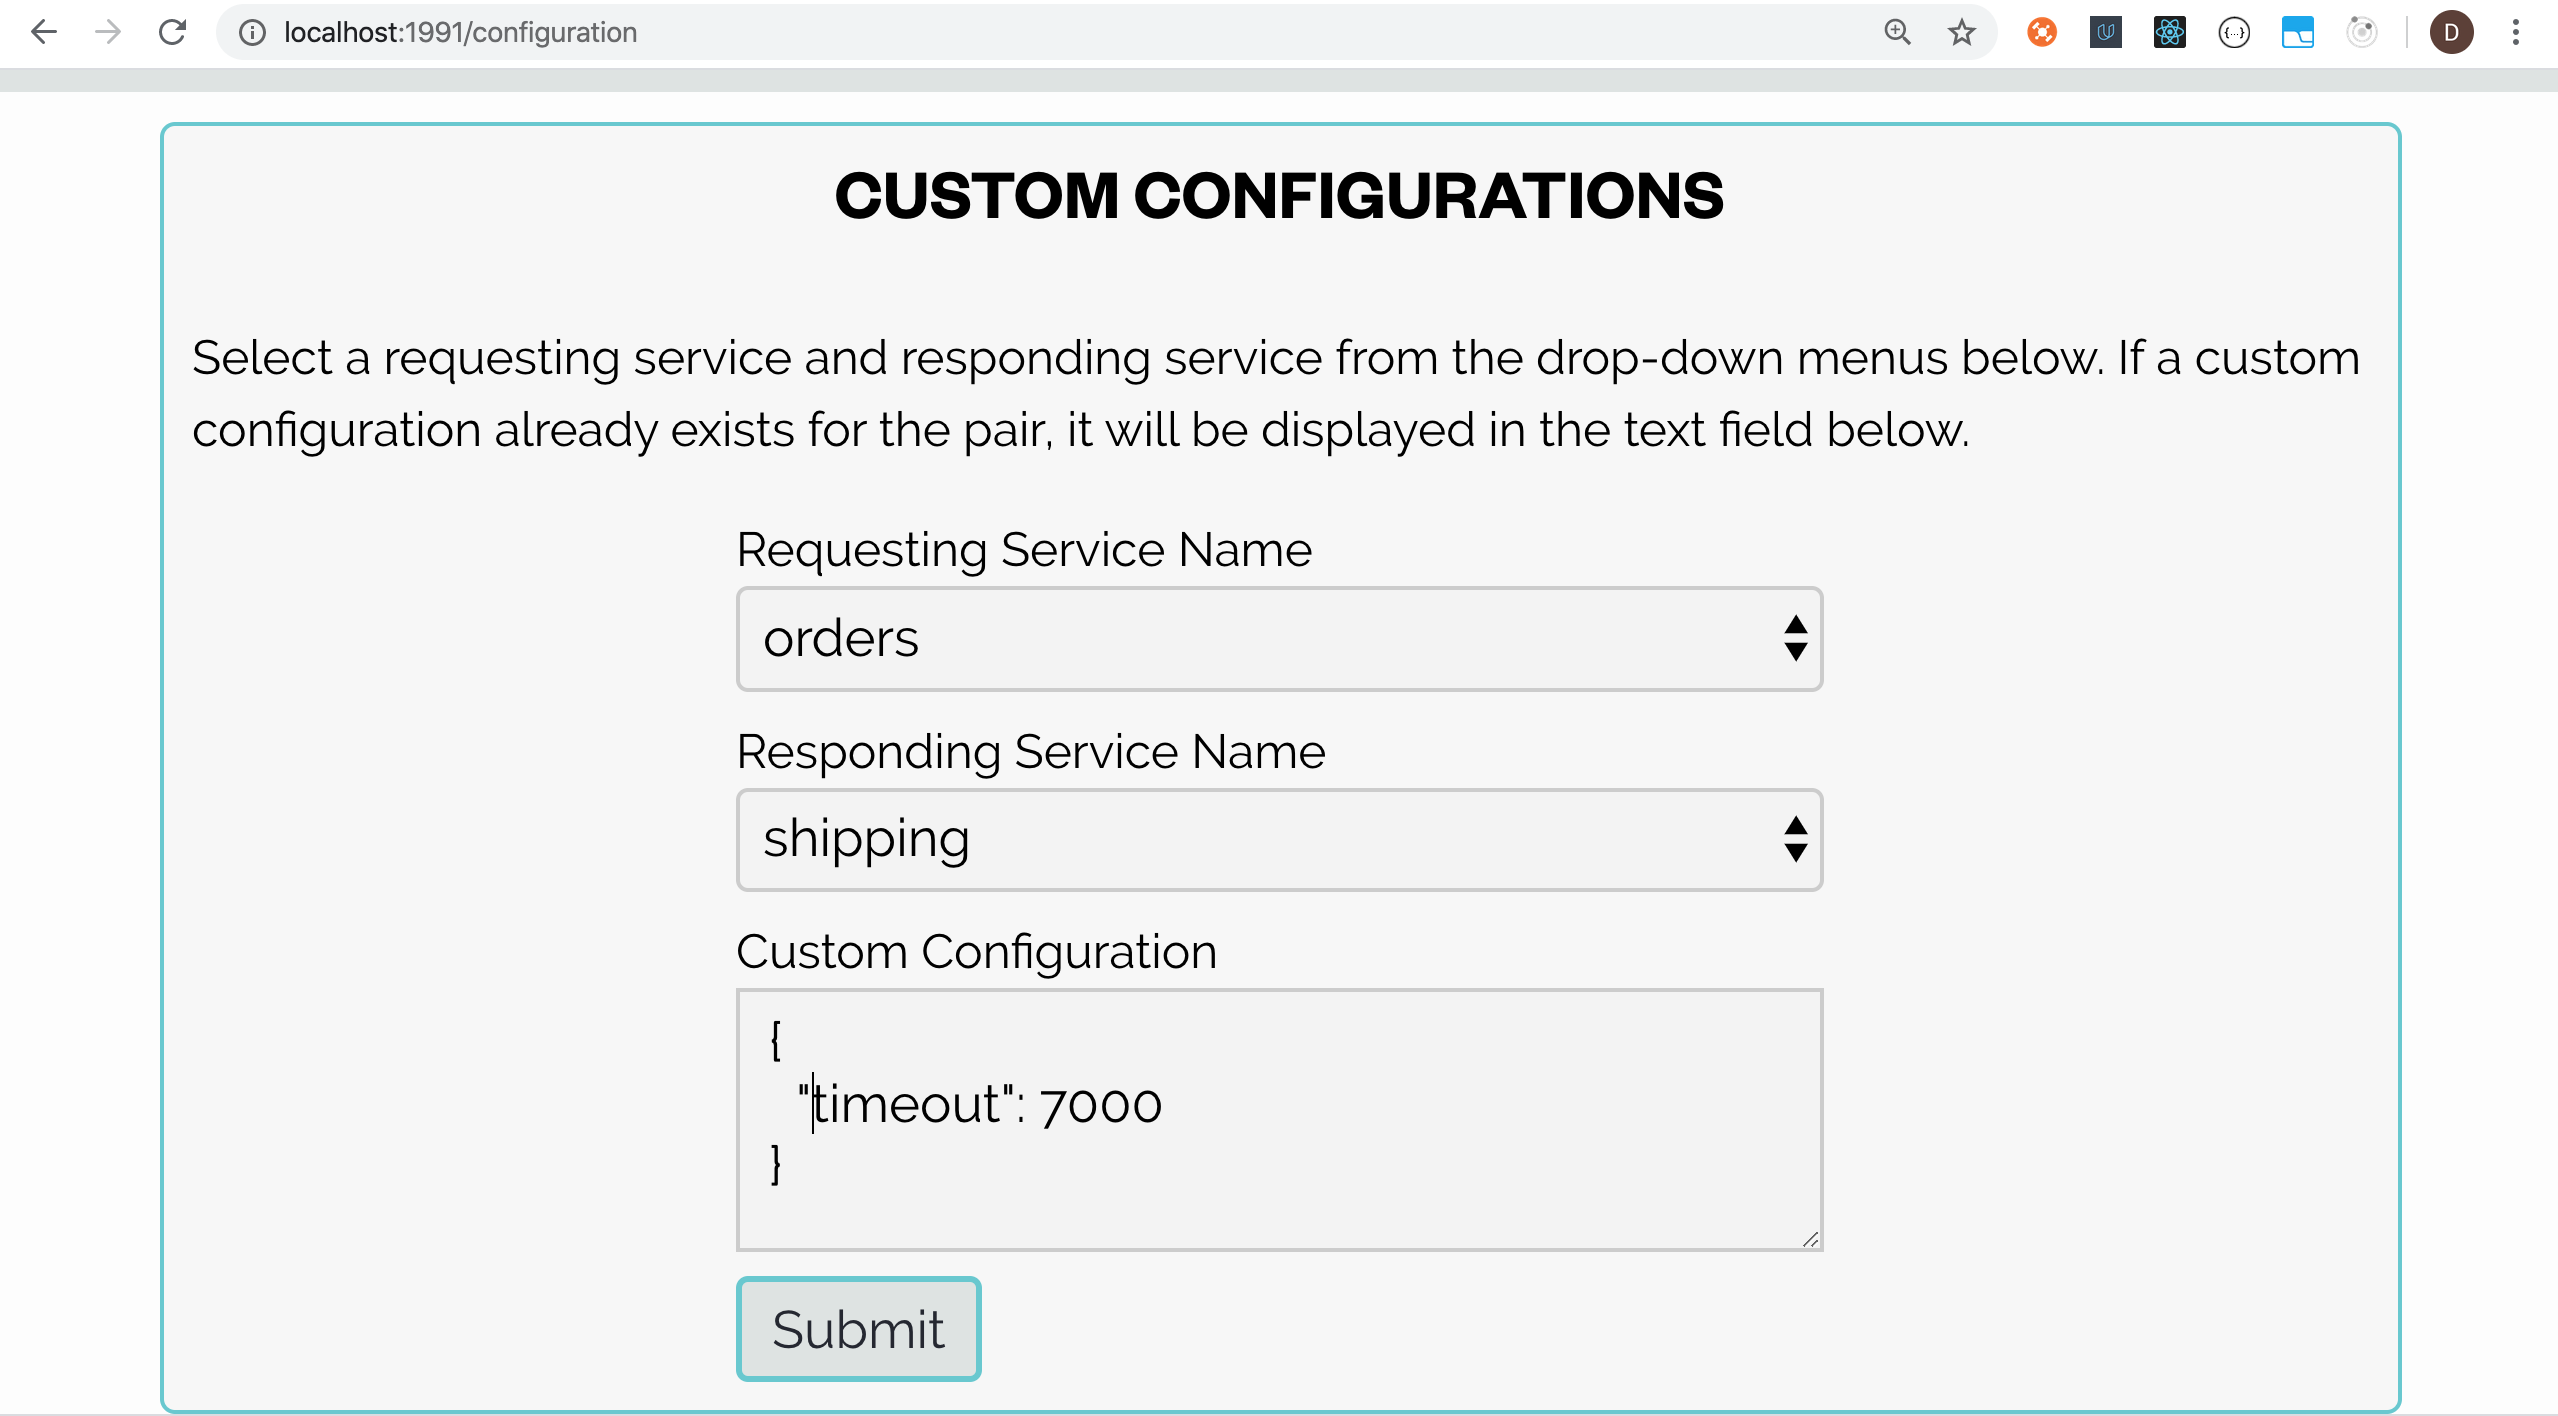 localhost:1991/configuration
D
CUSTOM CONFIGURATIONS
Select a requesting service and responding service from the drop-down menus below. If a custom
configuration already exists for the pair, it will be displayed in the text field below.
Requesting Service Name
orders
Responding Service Name
shipping
Custom Configuration
{
"timeout": 7000
}
Submit